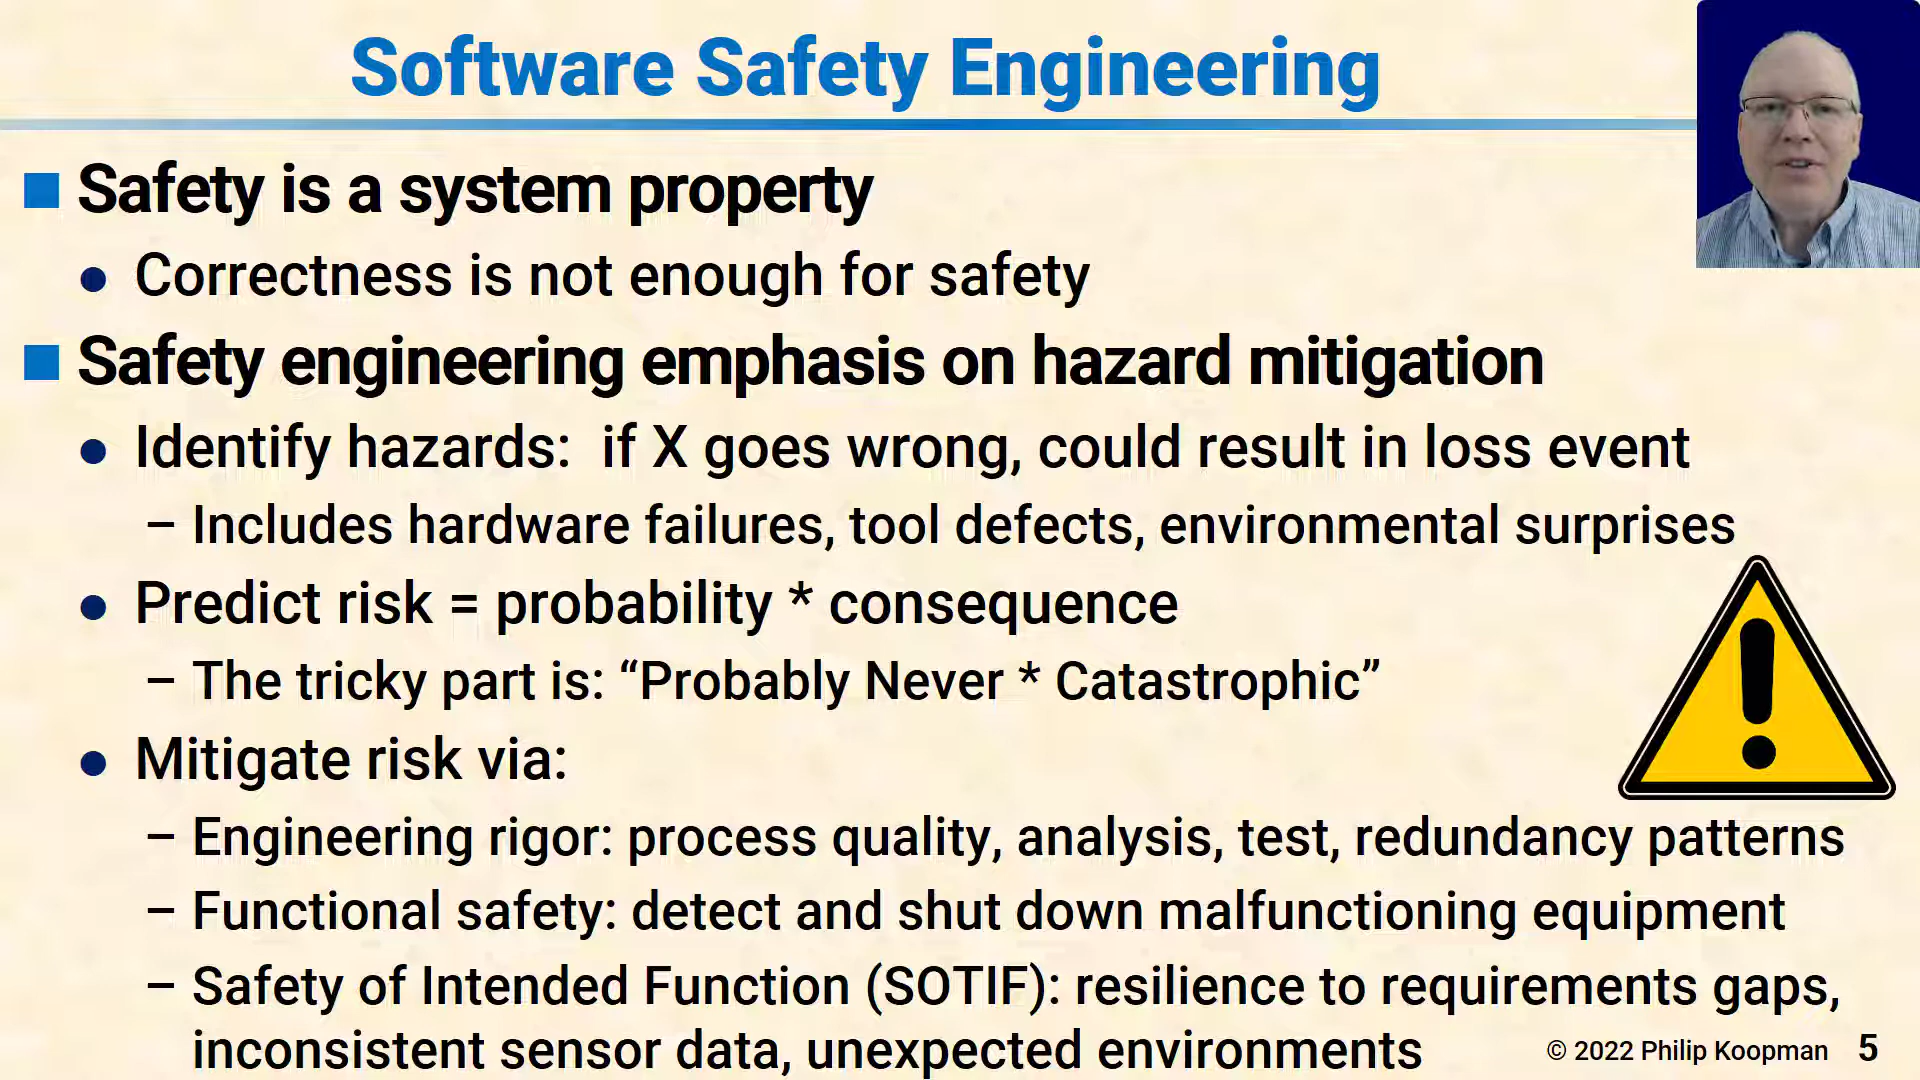 Software Safety Engineering
Safety is a system property
Correctness is not enough for safety
Safety engineering emphasis on hazard mitigation
Identify hazards:  if X goes wrong, could result in loss event
– Includes hardware failures, tool defects, environmental surprises
Predict risk = probability * consequence
– The tricky part is: “Probably Never * Catastrophic”
Mitigate risk via:
– Engineering rigor: process quality, analysis, test, redundancy patterns
– Functional safety: detect and shut down malfunctioning equipment
– Safety of Intended Function (SOTIF): resilience to requirements gaps,
inconsistent sensor data, unexpected environments
© 2022 Philip Koopman 5